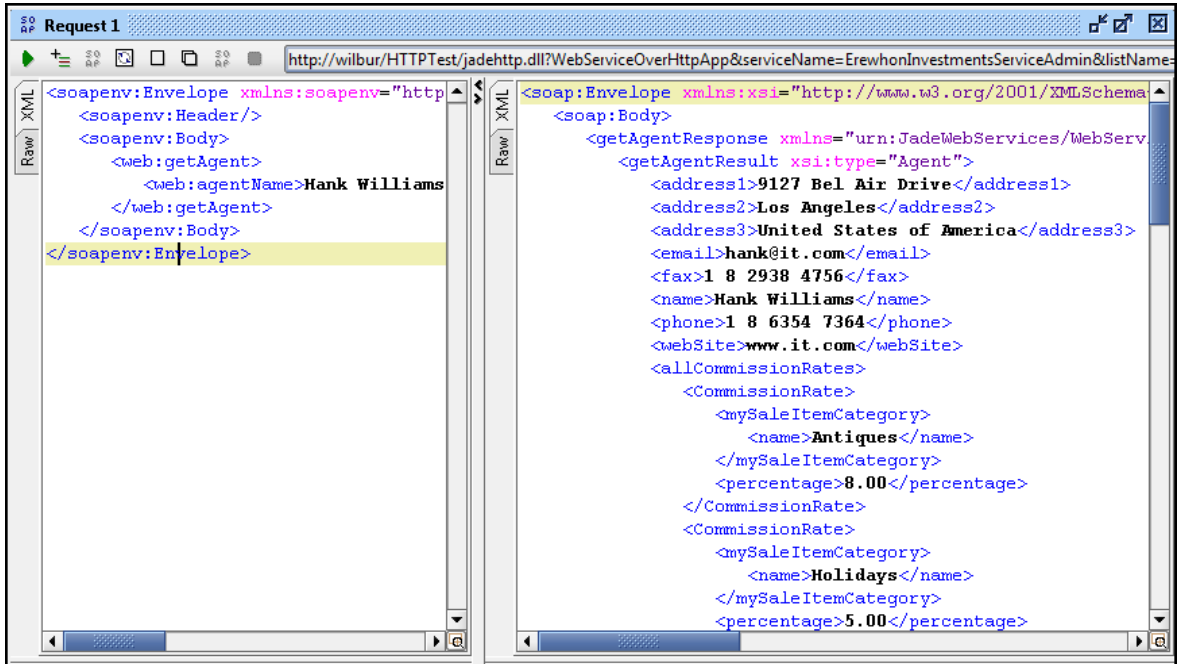 Request 1
http://wilbur/HTTPTest/jadehttp.dll?WebServiceOverHttpApp&serviceName=ErewhonInvestmentsServiceAdmin&listName=
XML
Raw
<soapenv:Envelope xmlns:soapenv="http
<soapenv:Header/>
<soapenv:Body>
<web:getAgent>
<web:agentName>Hank Williams
</web:getAgent>
</soapenv:Body>
</soapenv:Envelope>
XML
Raw
<soap:Envelope xmlns:xsi="http://www.w3.org/2001/XMLSchema
<soap:Body>
<getAgentResponse xmlns="urn:JadeWebServices/WebServ
<getAgentResult xsi:type="Agent">
<address1>9127 Bel Air Drive</address1>
<address2>Los Angeles</address2>
<address3>United States of America</address3>
<email>hank@it.com</email>
<fax>1 8 2938 4756</fax>
<name>Hank Williams</name>
<phone>1 8 6354 7364</phone>
<webSite>www.it.com</webSite>
<allCommissionRates>
<CommissionRate>
<mySaleItemCategory>
<name>Antiques</name>
</mySaleItemCategory>
<percentage>8.00</percentage>
</CommissionRate>
<CommissionRate>
<mySaleItemCategory>
<name>Holidays</name>
</mySaleItemCategory>
<percentage>5.00</percentage>